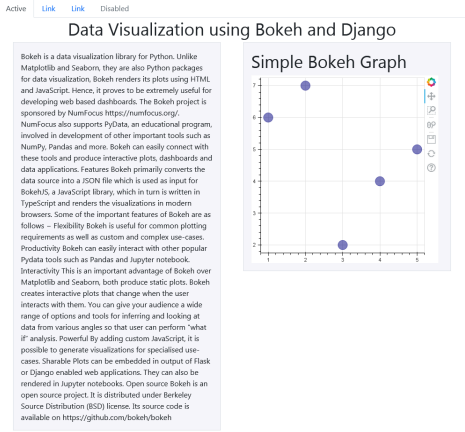 Active Link Link Disabled
Data Visualization using Bokeh and Django
Bokeh is a data visualization library for Python. Unlike
Matplotlib and Seaborn, they are also Python packages
for data visualization, Bokeh renders its plots using HTML
and JavaScript. Hence, it proves to be extremely useful for
developing web based dashboards. The Bokeh project is
sponsored by NumFocus https://numfocus.org/.
NumFocus also supports PyData, an educational program,
involved in development of other important tools such as
NumPy, Pandas and more. Bokeh can easily connect with
these tools and produce interactive plots, dashboards and
data applications. Features Bokeh primarily converts the
data source into a JSON file which is used as input for
BokehJS, a JavaScript library, which in turn is written in
TypeScript and renders the visualizations in modern
browsers. Some of the important features of Bokeh are as
follows − Flexibility Bokeh is useful for common plotting
requirements as well as custom and complex use-cases.
Productivity Bokeh can easily interact with other popular
Pydata tools such as Pandas and Jupyter notebook.
Interactivity This is an important advantage of Bokeh over
Matplotlib and Seaborn, both produce static plots. Bokeh
creates interactive plots that change when the user
interacts with them. You can give your audience a wide
range of options and tools for inferring and looking at
data from various angles so that user can perform "what
if" analysis. Powerful By adding custom JavaScript, it is
possible to generate visualizations for specialised use-
cases. Sharable Plots can be embedded in output of Flask
or Django enabled web applications. They can also be
rendered in Jupyter notebooks. Open source Bokeh is an
open source project. It is distributed under Berkeley
Source Distribution (BSD) license. Its source code is
available on https://github.com/bokeh/bokeh
Simple Bokeh Graph
7
6
5
4
3
2
1 2 3 4 5